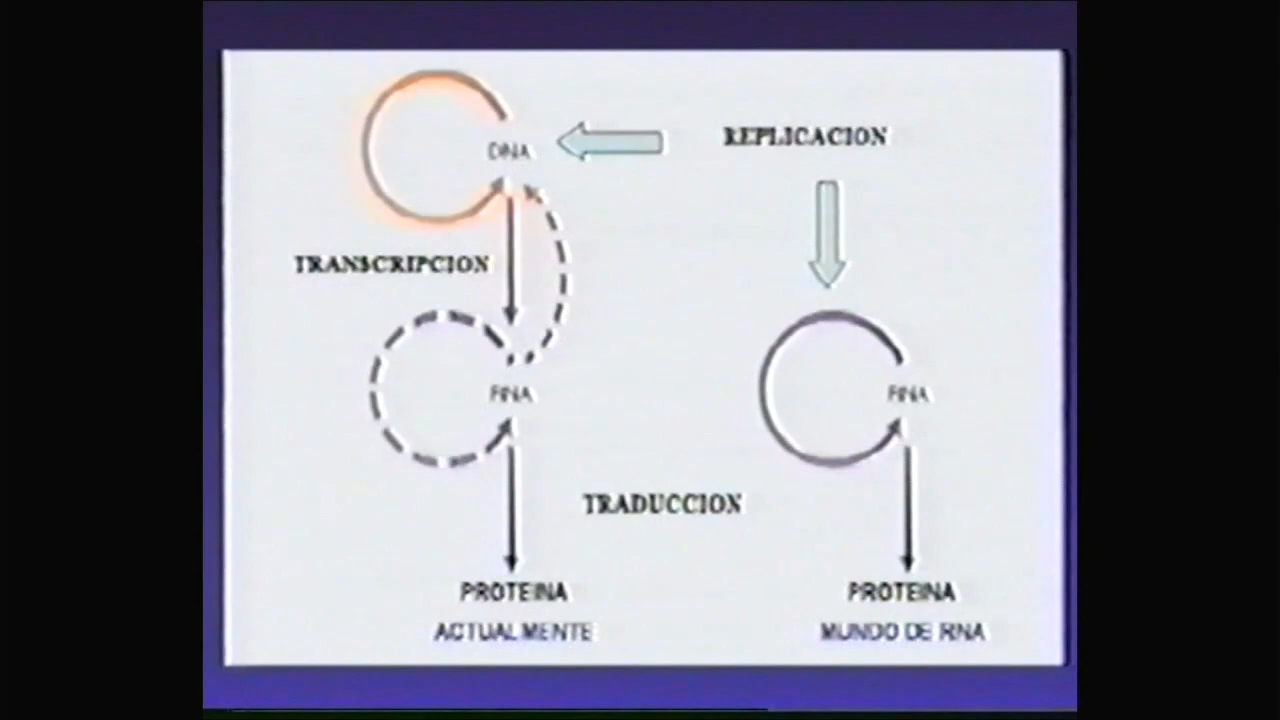 DNA
REPLICACION
TRANSCRIPCION
RNA
RNA
TRADUCCION
PROTEINA
PROTEINA
ACTUALMENTE
MUNDO DE RNA